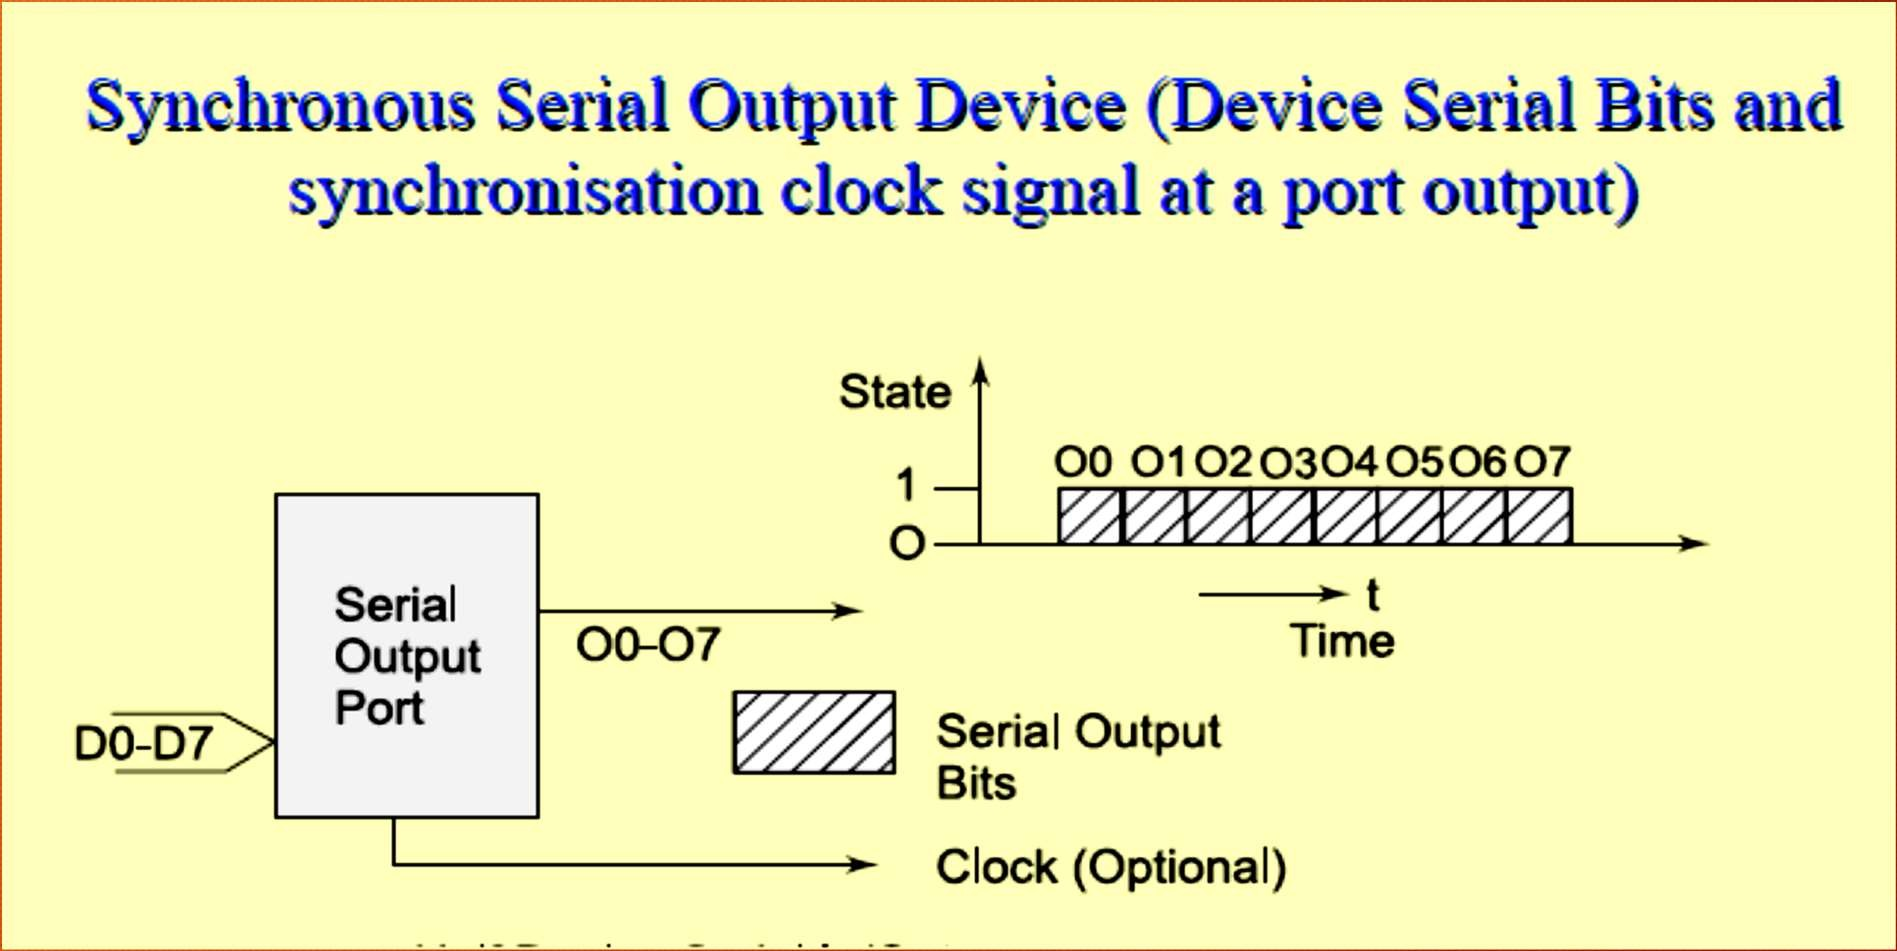 Synchronous Serial Output Device (Device Serial Bits and
synchronisation clock signal at a port output)
State
O0 O1 O2 O3 O4 O5 O6 O7
1
O
t
Time
Serial
Output
Port
O0–O7
D0-D7
Serial Output
Bits
Clock (Optional)